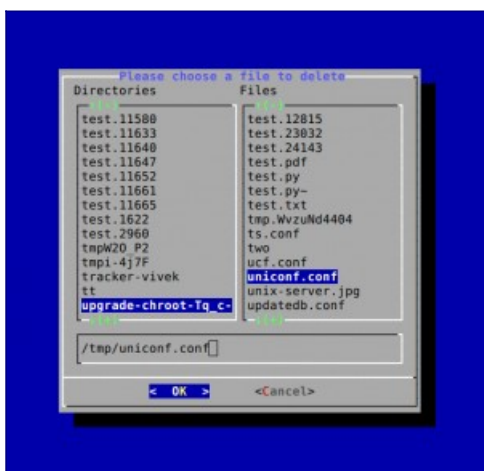 Please choose a file to delete
Directories Files
test.11580
test.11633
test.11640
test.11647
test.11652
test.11661
test.11665
test.1622
test.2960
tmpW2O_P2
tmpi-4j7F
tracker-vivek
tt
upgrade-chroot-Tq_c-
test.12815
test.23032
test.24143
test.pdf
test.py
test.py~
test.txt
tmp.WvzuNd4404
ts.conf
two
ucf.conf
uniconf.conf
unix-server.jpg
updatedb.conf
/tmp/uniconf.conf
< OK > <Cancel>